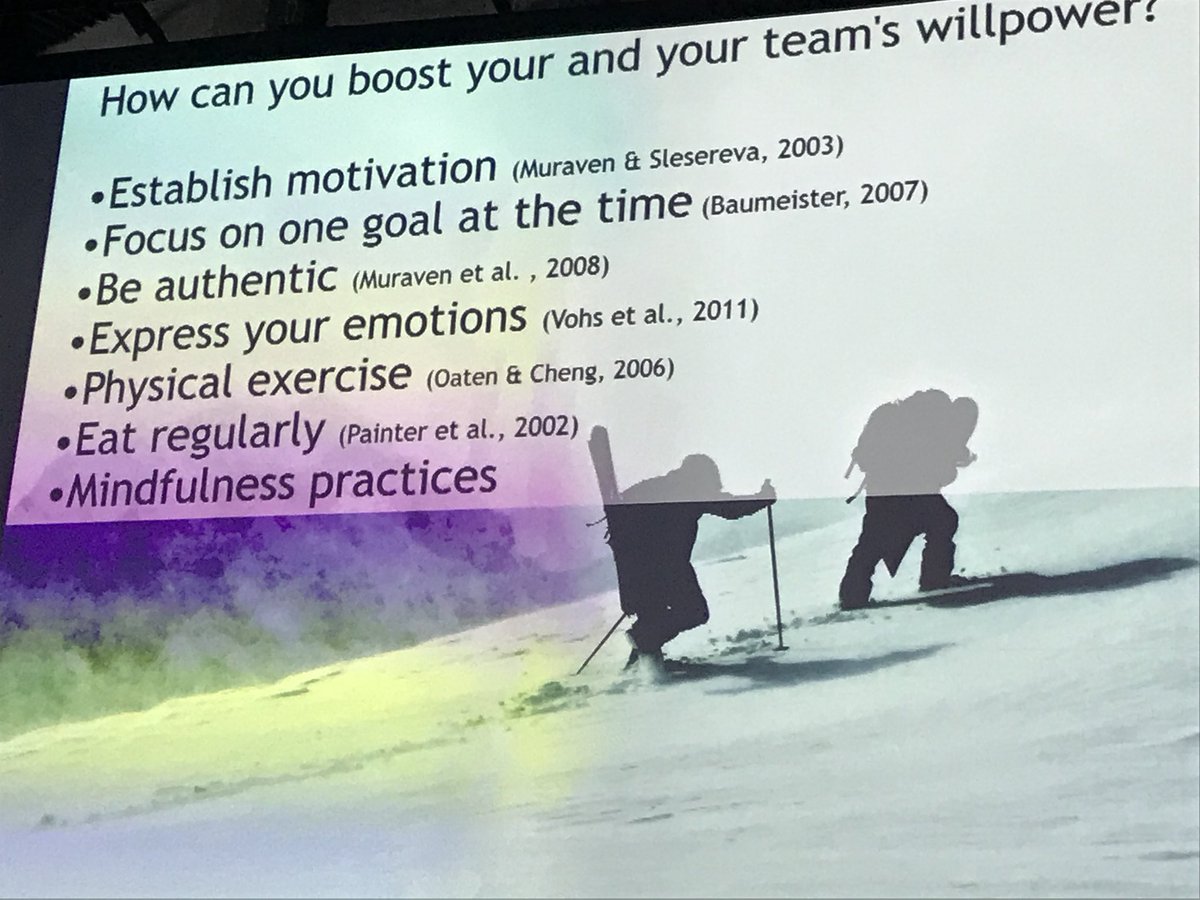 How can you boost your and your team's willpower?
•Establish motivation (Muraven & Slesereva, 2003)
•Focus on one goal at the time (Baumeister, 2007)
•Be authentic (Muraven et al. , 2008)
•Express your emotions (Vohs et al., 2011)
•Physical exercise (Oaten & Cheng, 2006)
•Eat regularly (Painter et al., 2002)
•Mindfulness practices